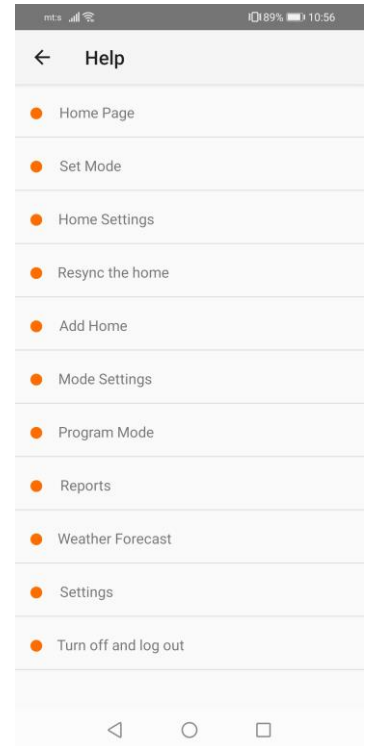 mt:s 89% 10:56
Help
Home Page
Set Mode
Home Settings
Resync the home
Add Home
Mode Settings
Program Mode
Reports
Weather Forecast
Settings
Turn off and log out